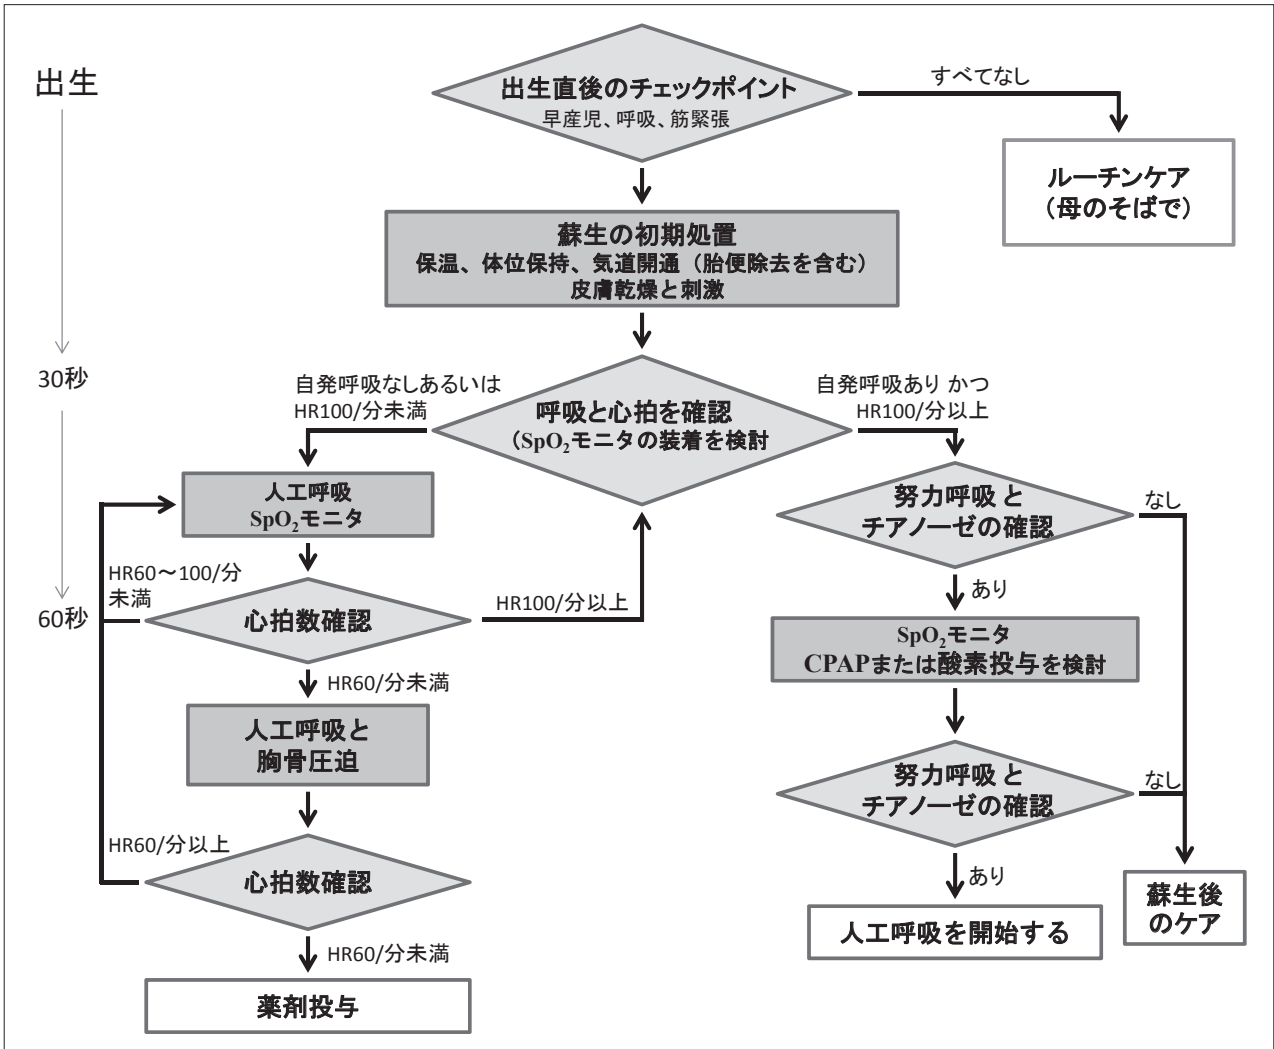 出生
出生直後のチェックポイント
早産児、呼吸、筋緊張
すべてなし
ルーチンケア
（母のそばで）
蘇生の初期処置
保温、体位保持、気道開通（胎便除去を含む）
皮膚乾燥と刺激
30秒
自発呼吸なしあるいは
HR100/分未満
呼吸と心拍を確認
（SpO₂モニタの装着を検討
自発呼吸あり かつ
HR100/分以上
人工呼吸
SpO₂モニタ
努力呼吸 と
チアノーゼの確認
なし
HR60～100/分
未満
60秒
心拍数確認
HR100/分以上
あり
SpO₂モニタ
CPAPまたは酸素投与を検討
HR60/分未満
人工呼吸と
胸骨圧迫
努力呼吸 と
チアノーゼの確認
なし
HR60/分以上
心拍数確認
あり
蘇生後
のケア
人工呼吸を開始する
HR60/分未満
薬剤投与